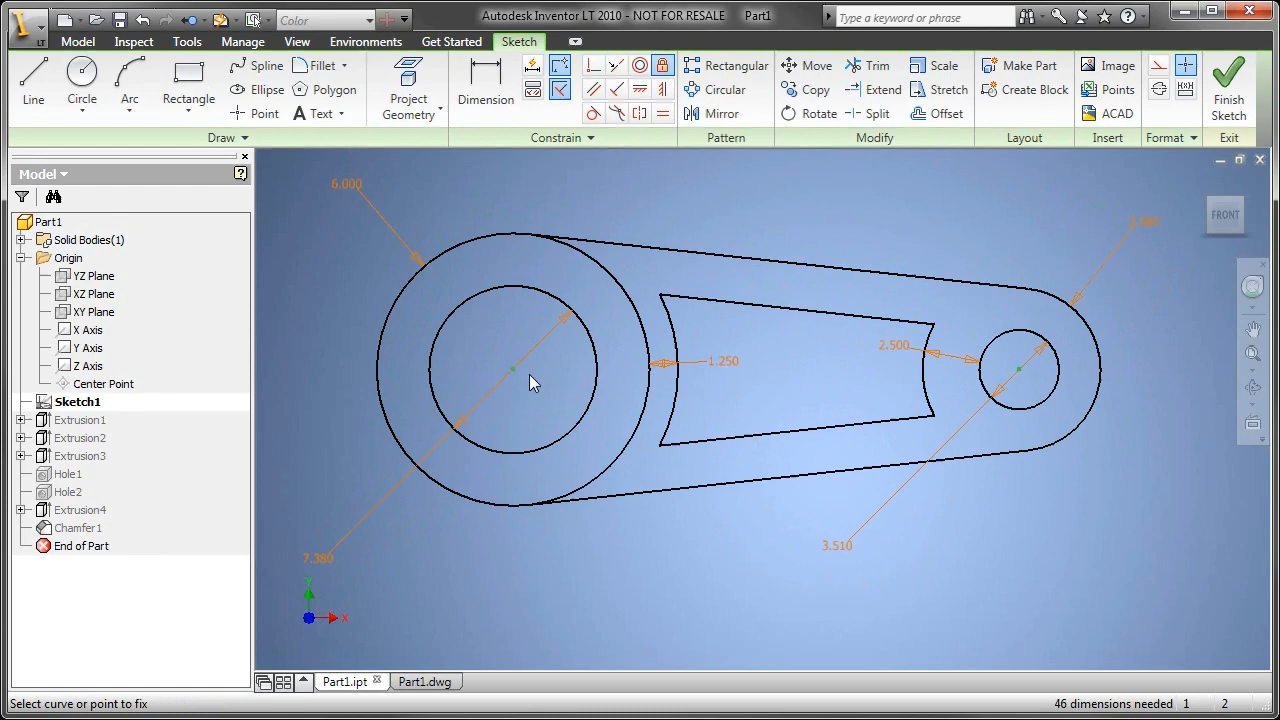 Color
Autodesk Inventor LT 2010 - NOT FOR RESALE Part1
Type a keyword or phrase
LT
Model Inspect Tools Manage View Environments Get Started Sketch
Line Circle Arc Rectangle
Spline Fillet
Ellipse Polygon
Point Text
Project Geometry
Dimension
Rectangular
Circular
Mirror
Move Trim Scale
Copy Extend Stretch
Rotate Split Offset
Make Part
Create Block
Image
Points
ACAD
Finish Sketch
Draw Constrain Pattern Modify Layout Insert Format Exit
Model
Part1
Solid Bodies(1)
Origin
YZ Plane
XZ Plane
XY Plane
X Axis
Y Axis
Z Axis
Center Point
Sketch1
Extrusion1
Extrusion2
Extrusion3
Hole1
Hole2
Extrusion4
Chamfer1
End of Part
6.000
FRONT
1.250
2.500
3.510
7.380
Y
X
Part1.ipt Part1.dwg
Select curve or point to fix
46 dimensions needed 1 2